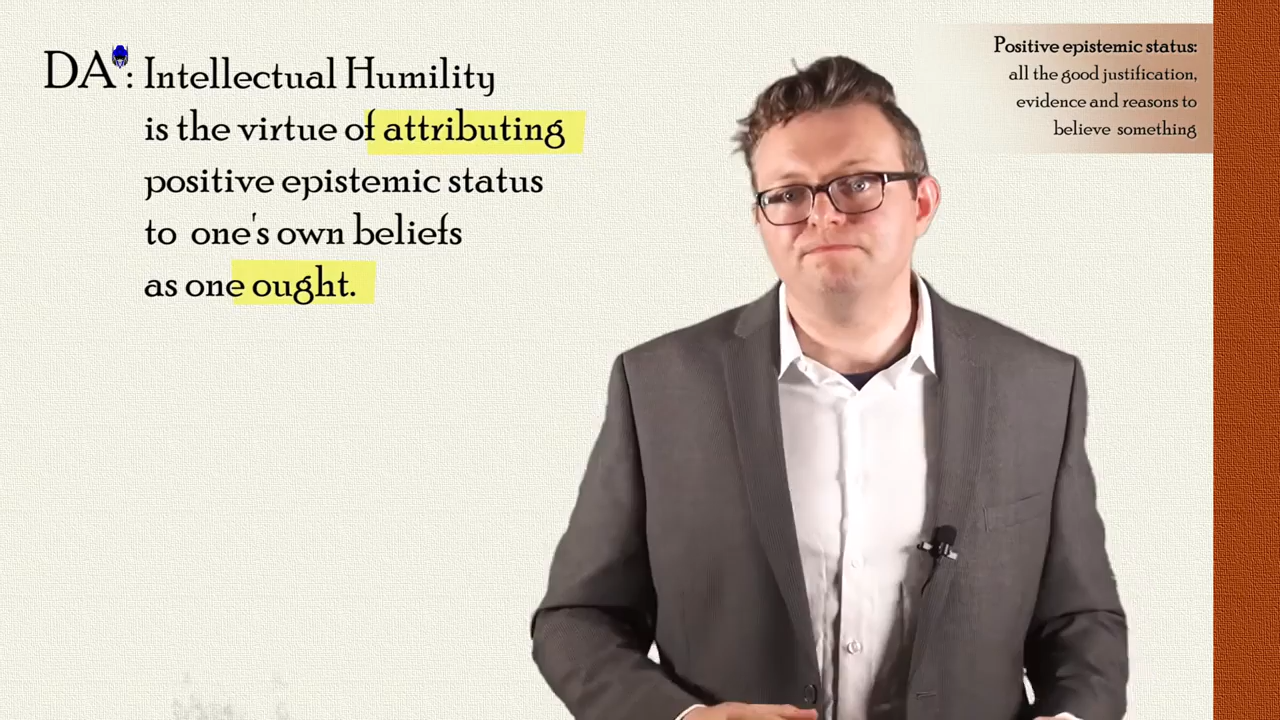 DA : Intellectual Humility
is the virtue of attributing
positive epistemic status
to one's own beliefs
as one ought.
Positive epistemic status:
all the good justification,
evidence and reasons to
believe something